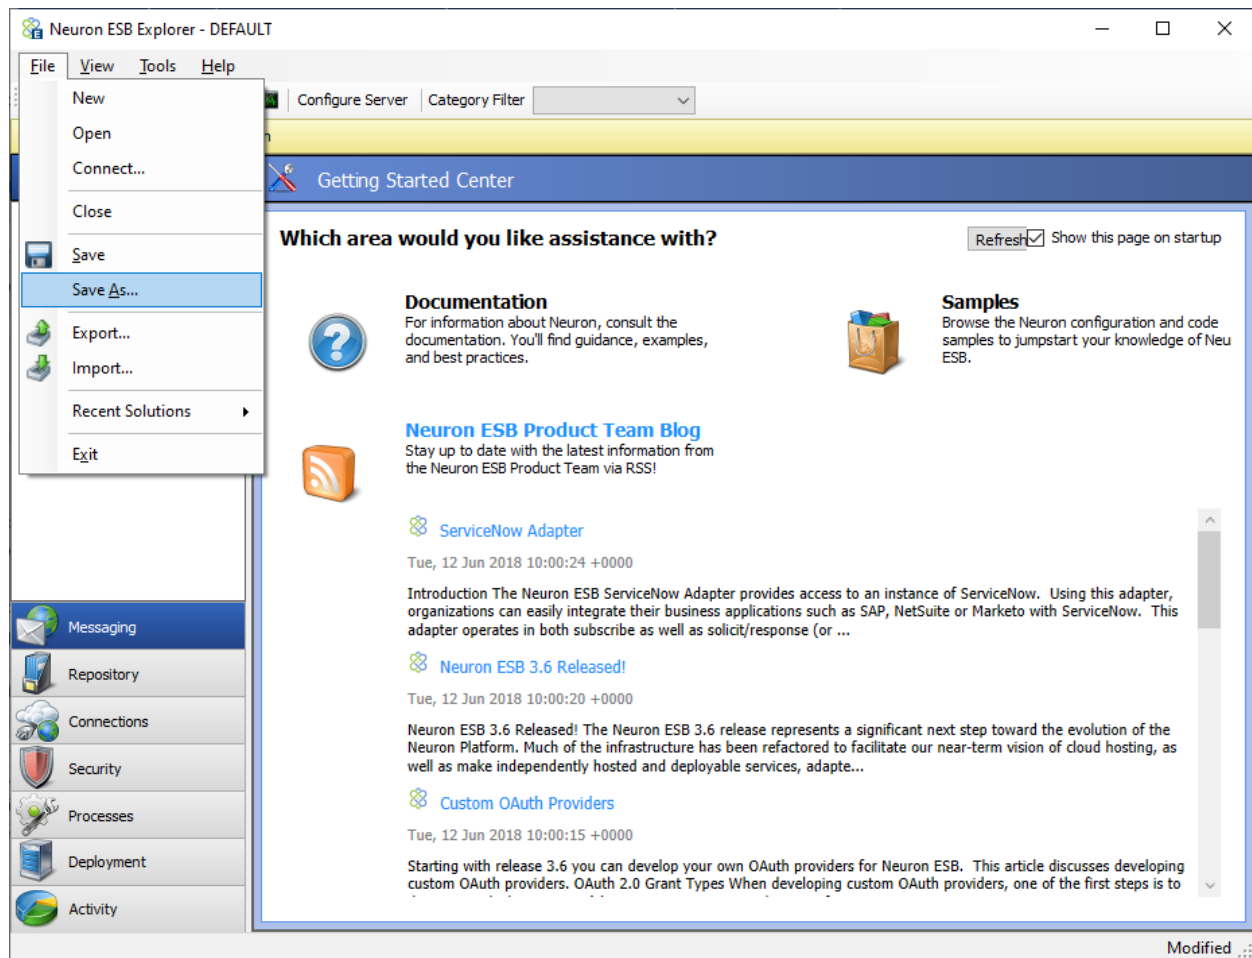 Neuron ESB Explorer - DEFAULT
File View Tools Help
New
Open
Connect...
Close
Save
Save As...
Export...
Import...
Recent Solutions
Exit
Configure Server Category Filter
Getting Started Center
Which area would you like assistance with?
Refresh Show this page on startup
Documentation
For information about Neuron, consult the
documentation. You'll find guidance, examples,
and best practices.
Samples
Browse the Neuron configuration and code
samples to jumpstart your knowledge of Neu
ESB.
Neuron ESB Product Team Blog
Stay up to date with the latest information from
the Neuron ESB Product Team via RSS!
ServiceNow Adapter
Tue, 12 Jun 2018 10:00:24 +0000
Introduction The Neuron ESB ServiceNow Adapter provides access to an instance of ServiceNow. Using this adapter,
organizations can easily integrate their business applications such as SAP, NetSuite or Marketo with ServiceNow. This
adapter operates in both subscribe as well as solicit/response (or ...
Neuron ESB 3.6 Released!
Tue, 12 Jun 2018 10:00:20 +0000
Neuron ESB 3.6 Released! The Neuron ESB 3.6 release represents a significant next step toward the evolution of the
Neuron Platform. Much of the infrastructure has been refactored to facilitate our near-term vision of cloud hosting, as
well as make independently hosted and deployable services, adapte...
Custom OAuth Providers
Tue, 12 Jun 2018 10:00:15 +0000
Starting with release 3.6 you can develop your own OAuth providers for Neuron ESB. This article discusses developing
custom OAuth providers. OAuth 2.0 Grant Types When developing custom OAuth providers, one of the first steps is to
Messaging
Repository
Connections
Security
Processes
Deployment
Activity
Modified